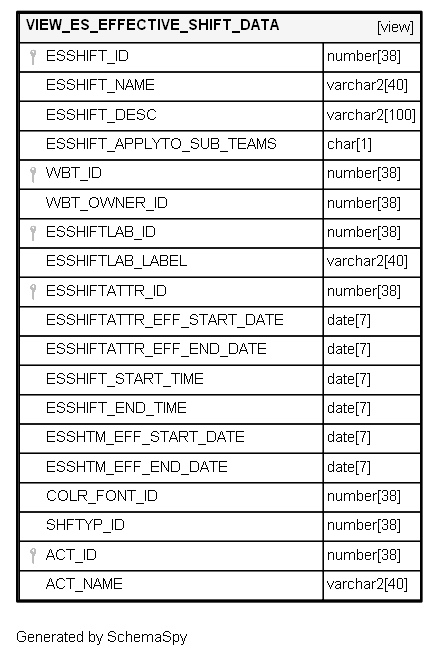 VIEW_ES_EFFECTIVE_SHIFT_DATA [view]
ESSHIFT_ID number[38]
ESSHIFT_NAME varchar2[40]
ESSHIFT_DESC varchar2[100]
ESSHIFT_APPLYTO_SUB_TEAMS char[1]
WBT_ID number[38]
WBT_OWNER_ID number[38]
ESSHIFTLAB_ID number[38]
ESSHIFTLAB_LABEL varchar2[40]
ESSHIFTATTR_ID number[38]
ESSHIFTATTR_EFF_START_DATE date[7]
ESSHIFTATTR_EFF_END_DATE date[7]
ESSHIFT_START_TIME date[7]
ESSHIFT_END_TIME date[7]
ESSHTM_EFF_START_DATE date[7]
ESSHTM_EFF_END_DATE date[7]
COLR_FONT_ID number[38]
SHFTYP_ID number[38]
ACT_ID number[38]
ACT_NAME varchar2[40]
Generated by SchemaSpy